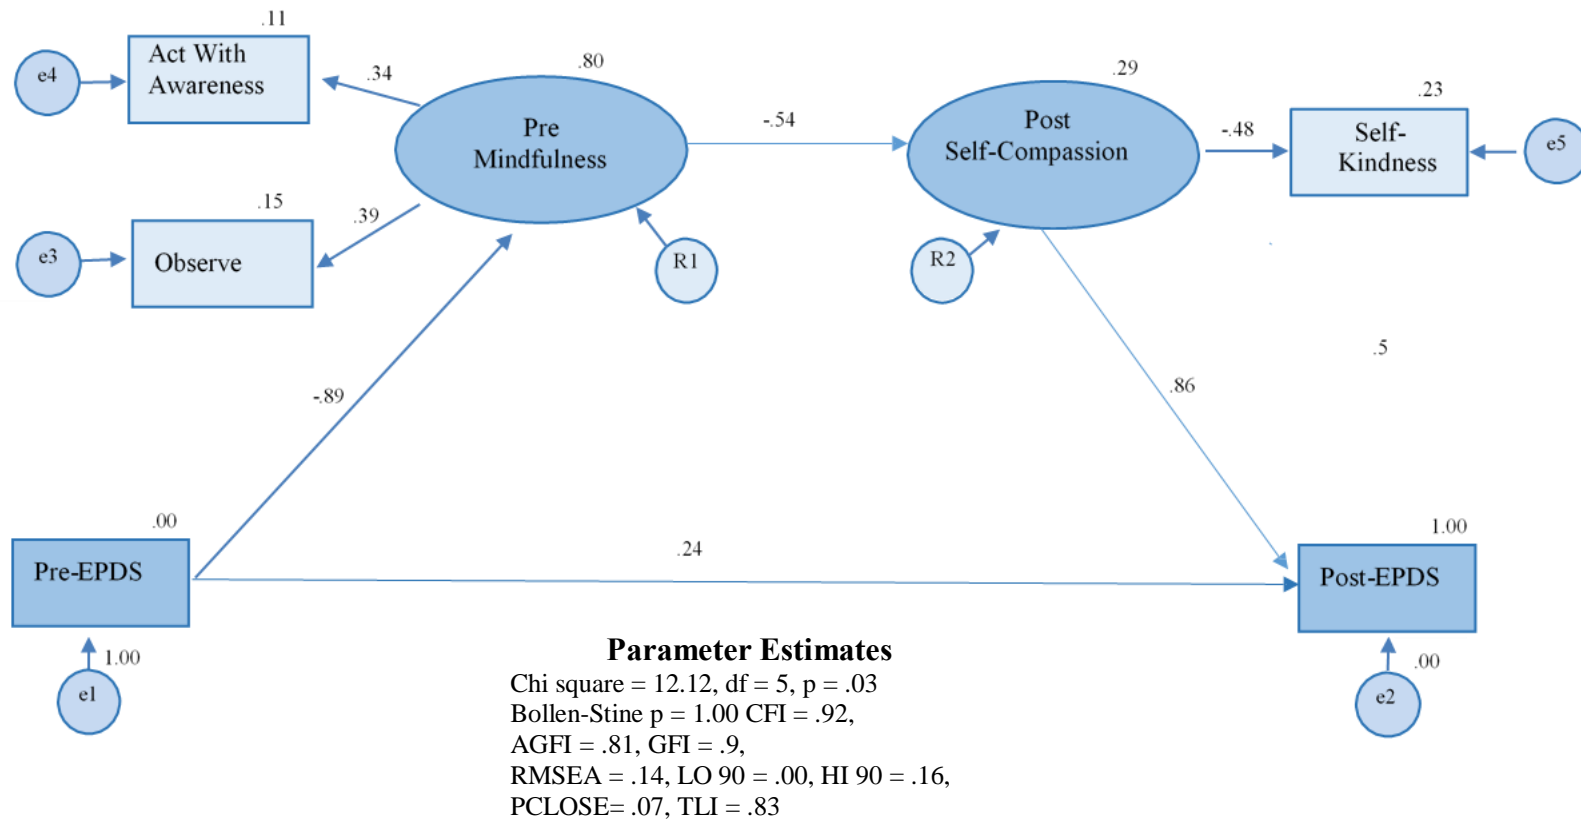 .11
Act With
Awareness
e4
.34
.80
Pre
Mindfulness
-.54
.29
Post
Self-Compassion
-.48
.23
Self-
Kindness
e5
.15
.39
Observe
e3
R1
R2
.5
-.89
.86
.00
Pre-EPDS
.24
1.00
Post-EPDS
1.00
e1
.00
e2
Parameter Estimates
Chi square = 12.12, df = 5, p = .03
Bollen-Stine p = 1.00 CFI = .92,
AGFI = .81, GFI = .9,
RMSEA = .14, LO 90 = .00, HI 90 = .16,
PCLOSE= .07, TLI = .83